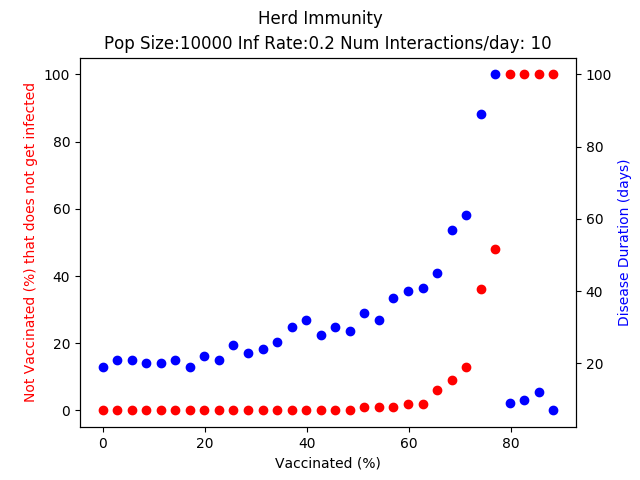 Herd Immunity
Pop Size:10000 Inf Rate:0.2 Num Interactions/day: 10
Not Vaccinated (%) that does not get infected
100
80
60
40
20
0
100
80
60
40
20
Disease Duration (days)
0 20 40 60 80
Vaccinated (%)